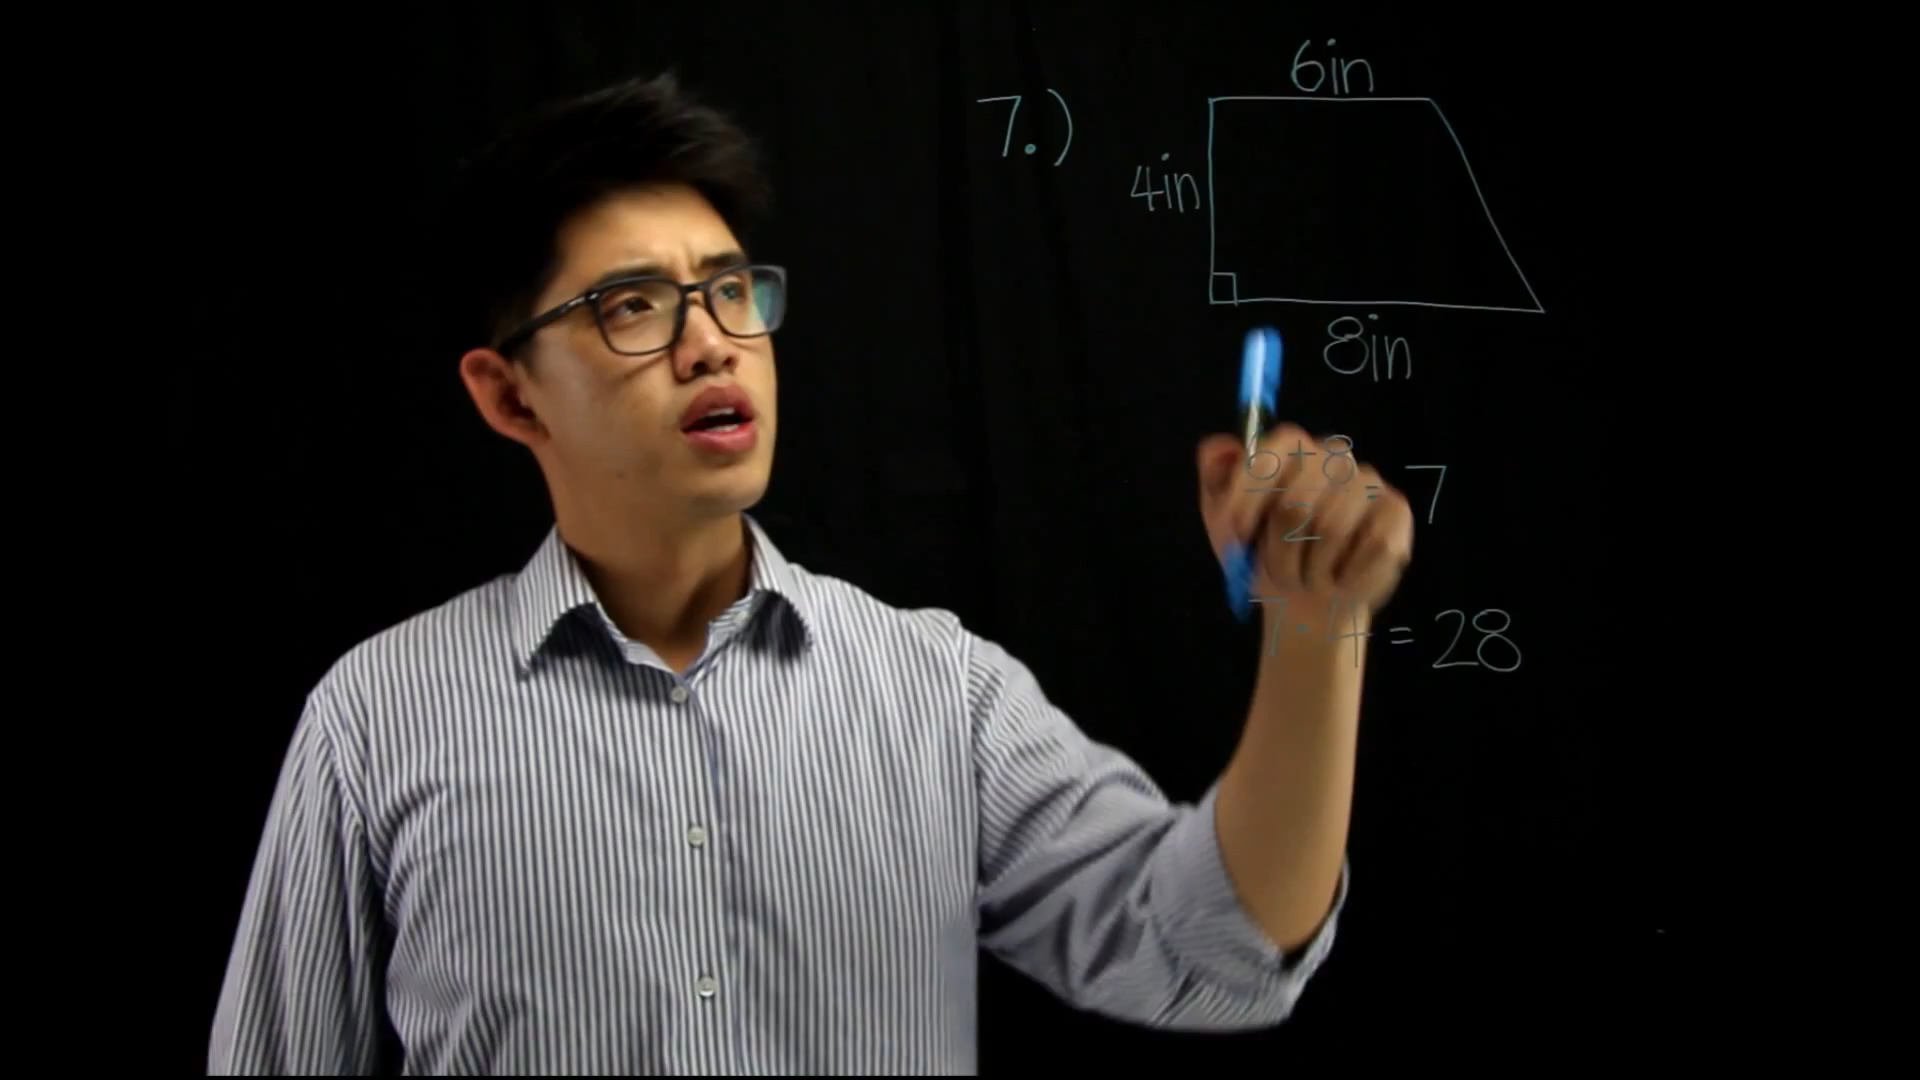 6in
7.)
4in
8in
6+8
2
= 7
7·4 = 28